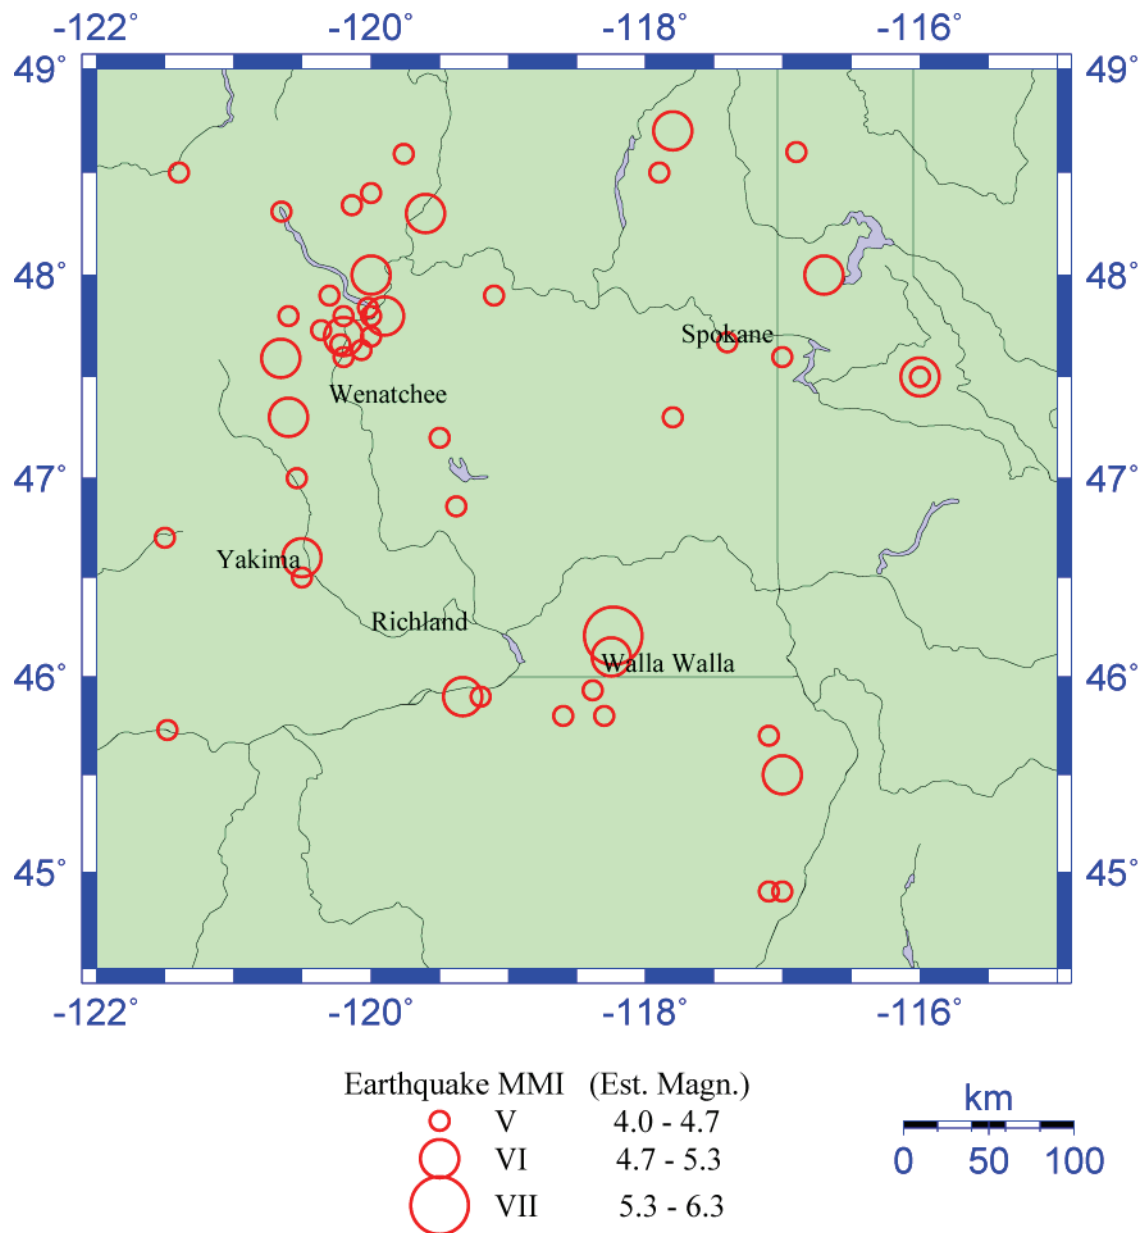 -122° -120° -118° -116°
49° 49°
48° 48°
Spokane
Wenatchee
47° 47°
Yakima
Richland
Walla Walla
46° 46°
45° 45°
-122° -120° -118° -116°
Earthquake MMI (Est. Magn.)
V 4.0 - 4.7
VI 4.7 - 5.3
VII 5.3 - 6.3
km
0 50 100